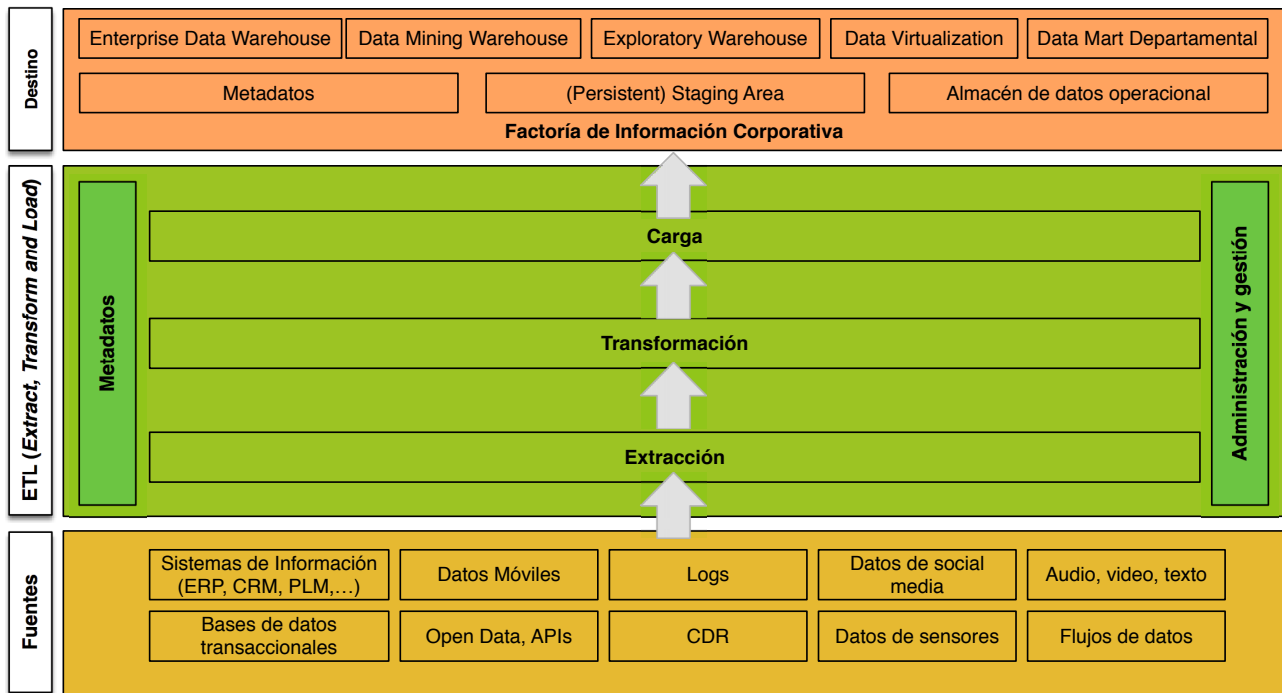 Destino
Enterprise Data Warehouse
Data Mining Warehouse
Exploratory Warehouse
Data Virtualization
Data Mart Departamental
Metadatos
(Persistent) Staging Area
Almacén de datos operacional
Factoría de Información Corporativa
ETL (Extract, Transform and Load)
Metadatos
Carga
Transformación
Extracción
Administración y gestión
Fuentes
Sistemas de Información
(ERP, CRM, PLM,…)
Datos Móviles
Logs
Datos de social
media
Audio, video, texto
Bases de datos
transaccionales
Open Data, APIs
CDR
Datos de sensores
Flujos de datos